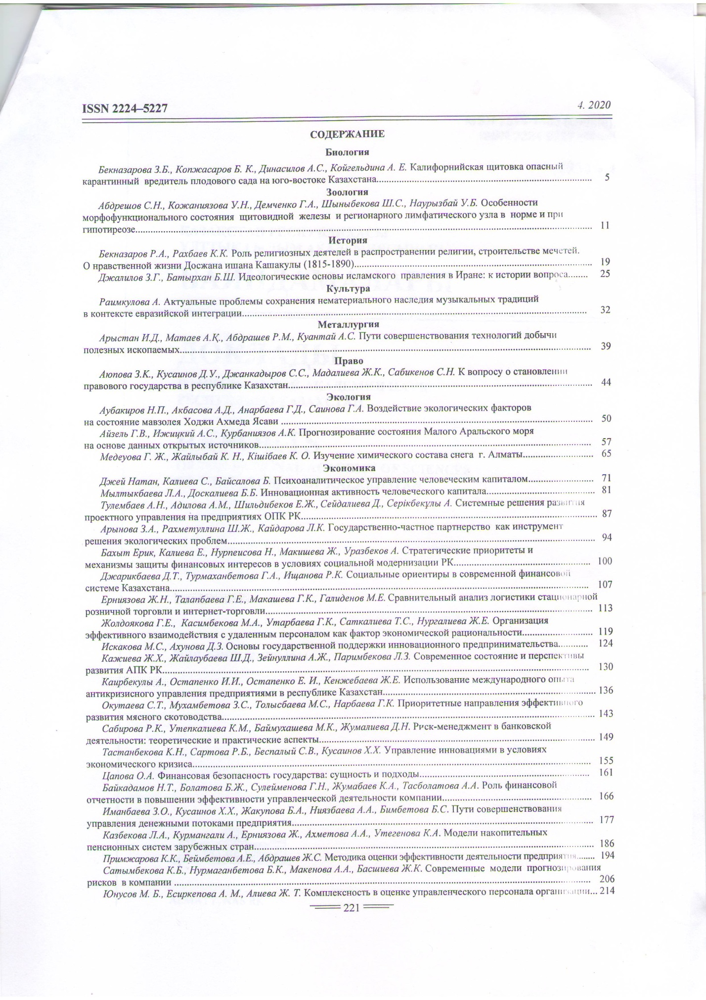 ISSN 2224–5227
4. 2020
СОДЕРЖАНИЕ
Биология
Бекназарова З.Б., Копжасаров Б. К., Динасилов А.С., Койгельдина А. Е. Калифорнийская щитовка опасный
карантинный вредитель плодового сада на юго-востоке Казахстана.......... 5
Зоология
Абдрешов С.Н., Кожаниязова У.Н., Демченко Г.А., Шыныбекова Ш.С., Наурызбай У.Б. Особенности
морфофункционального состояния щитовидной железы и регионарного лимфатического узла в норме и при
гипотиреозе.......... 11
История
Бекназаров Р.А., Рахбаев К.К. Роль религиозных деятелей в распространении религии, строительстве мечетей.
О нравственной жизни Досжана ишана Кашакулы (1815-1890).......... 19
Джалилов З.Г., Батырхан Б.Ш. Идеологические основы исламского правления в Иране: к истории вопроса........ 25
Культура
Раимкулова А. Актуальные проблемы сохранения нематериального наследия музыкальных традиций
в контексте евразийской интеграции.......... 32
Металлургия
Арыстан И.Д., Матаев А.Қ., Абдрашев Р.М., Куантай А.С. Пути совершенствования технологий добычи
полезных ископаемых.......... 39
Право
Аюпова З.К., Кусаинов Д.У., Джанкадыров С.С., Мадалиева Ж.К., Сабикенов С.Н. К вопросу о становлении
правового государства в республике Казахстан.......... 44
Экология
Аубакиров Н.П., Акбасова А.Д., Анарбаева Г.Д., Саинова Г.А. Воздействие экологических факторов
на состояние мавзолея Ходжи Ахмеда Ясави .......... 50
Айзель Г.В., Ижицкий А.С., Курбаниязов А.К. Прогнозирование состояния Малого Аральского моря
на основе данных открытых источников.......... 57
Медеуова Г. Ж., Жайлыбай К. Н., Кішібаев К. О. Изучение химического состава снега г. Алматы.......... 65
Экономика
Джей Натан, Калиева С., Байсалова Б. Психоаналитическое управление человеческим капиталом.......... 71
Мылтыкбаева Л.А., Доскалиева Б.Б. Инновационная активность человеческого капитала.......... 81
Тулембаев А.Н., Адилова А.М., Шильдибеков Е.Ж., Сейдалиева Д., Серікбекұлы А. Системные решения развития
проектного управления на предприятиях ОПК РК.......... 87
Арынова З.А., Рахметуллина Ш.Ж., Кайдарова Л.К. Государственно-частное партнерство как инструмент
решения экологических проблем.......... 94
Бахыт Ерик, Калиева Е., Нурпеисова Н., Макишева Ж., Уразбеков А. Стратегические приоритеты и
механизмы защиты финансовых интересов в условиях социальной модернизации РК.......... 100
Джарикбаева Д.Т., Турмаханбетова Г.А., Ищанова Р.К. Социальные ориентиры в современной финансовой
системе Казахстана.......... 107
Ерниязова Ж.Н., Талапбаева Г.Е., Макашева Г.К., Галиденов М.Е. Сравнительный анализ логистики стационарной
розничной торговли и интернет-торговли.......... 113
Жолдоякова Г.Е., Касимбекова М.А., Утарбаева Г.К., Саткалиева Т.С., Нургалиева Ж.Е. Организация
эффективного взаимодействия с удаленным персоналом как фактор экономической рациональности.......... 119
Искакова М.С., Ахунова Д.З. Основы государственной поддержки инновационного предпринимательства.......... 124
Кажиева Ж.Х., Жайлаубаева Ш.Д., Зейнуллина А.Ж., Паримбекова Л.З. Современное состояние и перспективы
развития АПК РК.......... 130
Каирбекулы А., Остапенко И.И., Остапенко Е. И., Кенжебаева Ж.Е. Использование международного опыта
антикризисного управления предприятиями в республике Казахстан.......... 136
Окутаева С.Т., Мухамбетова З.С., Толысбаева М.С., Нарбаева Г.К. Приоритетные направления эффективного
развития мясного скотоводства.......... 143
Сабирова Р.К., Утепкалиева К.М., Баймухашева М.К., Жумалиева Д.Н. Риск-менеджмент в банковской
деятельности: теоретические и практические аспекты.......... 149
Тастанбекова К.Н., Сартова Р.Б., Беспалый С.В., Кусаинов Х.Х. Управление инновациями в условиях
экономического кризиса.......... 155
Цапова О.А. Финансовая безопасность государства: сущность и подходы.......... 161
Байкадамов Н.Т., Болатова Б.Ж., Сулейменова Г.Н., Жумабаев К.А., Тасболатова А.А. Роль финансовой
отчетности в повышении эффективности управленческой деятельности компании.......... 166
Иманбаева З.О., Кусаинов Х.Х., Жакупова Б.А., Ниязбаева А.А., Бимбетова Б.С. Пути совершенствования
управления денежными потоками предприятия.......... 177
Казбекова Л.А., Курмангали А., Ерниязова Ж., Ахметова А.А., Утегенова К.А. Модели накопительных
пенсионных систем зарубежных стран.......... 186
Примжарова К.К., Беймбетова А.Е., Абдрашев Ж.С. Методика оценки эффективности деятельности предприятия........ 194
Сатымбекова К.Б., Нурмаганбетова Б.К., Макенова А.А., Басшиева Ж.К. Современные модели прогнозирования
рисков в компании .......... 206
Юнусов М. Б., Есиркепова А. М., Алиева Ж. Т. Комплексность в оценке управленческого персонала организации... 214
221